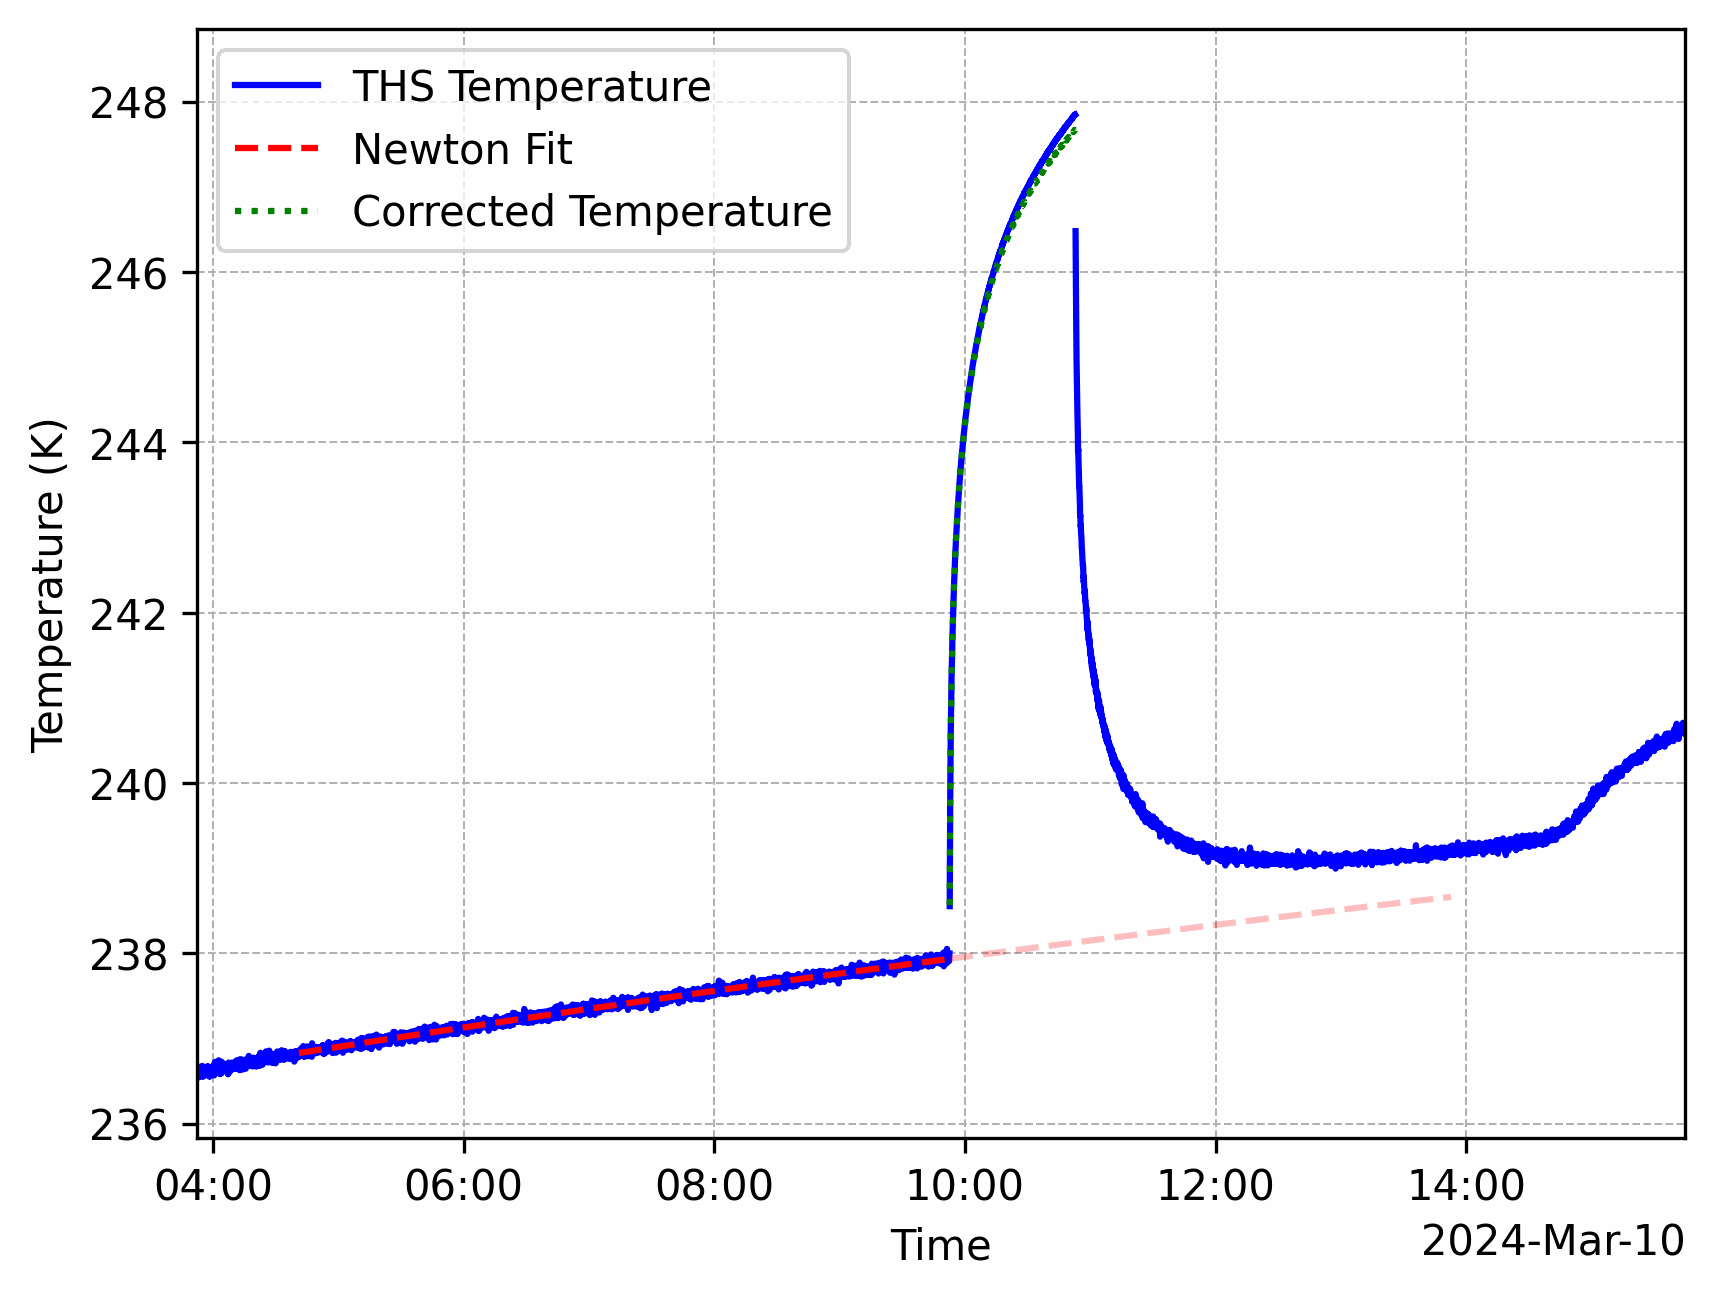 THS Temperature
Newton Fit
Corrected Temperature
248
246
244
242
240
238
236
Temperature (K)
04:00 06:00 08:00 10:00 12:00 14:00
Time
2024-Mar-10